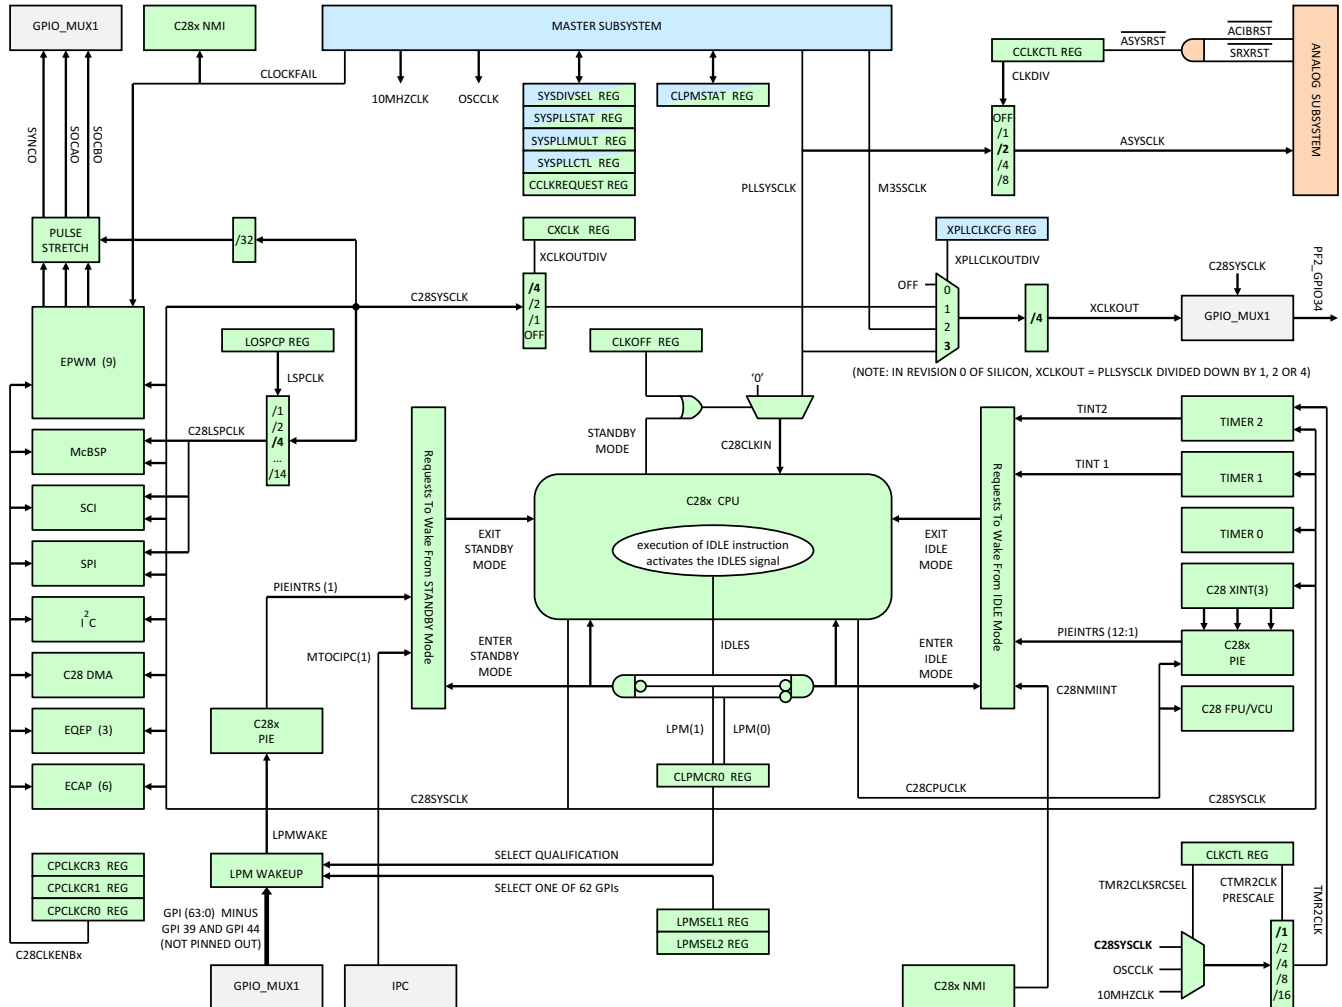 GPIO_MUX1
C28x NMI
MASTER SUBSYSTEM
CCLKCTL REG
ASYSRST
ACIBRST
SRXRST
ANALOG SUBSYSTEM
CLOCKFAIL
10MHZCLK
OSCCLK
SYSDIVSEL REG
SYSPLLSTAT REG
SYSPLLMULT REG
SYSPLLCTL REG
CCLKREQUEST REG
CLPMSTAT REG
CLKDIV
OFF
/1
/2
/4
/8
ASYSCLK
SYNCO
SOCAO
SOCBO
PLLSYSCLK
M3SSCLK
PULSE
STRETCH
/32
CXCLK REG
XCLKOUTDIV
XPLLCLKCFG REG
XPLLCLKOUTDIV
C28SYSCLK
PF2_GPIO34
C28SYSCLK
/4
/2
/1
OFF
OFF
0
1
2
3
/4
XCLKOUT
GPIO_MUX1
EPWM (9)
LOSPCP REG
LSPCLK
CLKOFF REG
(NOTE: IN REVISION 0 OF SILICON, XCLKOUT = PLLSYSCLK DIVIDED DOWN BY 1, 2 OR 4)
'0'
/1
/2
/4
...
/14
C28LSPCLK
STANDBY
MODE
C28CLKIN
TINT2
TIMER 2
McBSP
Requests To Wake From STANDBY Mode
Requests To Wake From IDLE Mode
TINT 1
TIMER 1
SCI
C28x CPU
EXIT
STANDBY
MODE
execution of IDLE instruction
activates the IDLES signal
EXIT
IDLE
MODE
TIMER 0
SPI
PIEINTRS (1)
C28 XINT(3)
2
I C
MTOCIPC(1)
ENTER
STANDBY
MODE
IDLES
ENTER
IDLE
MODE
PIEINTRS (12:1)
C28x
PIE
C28 DMA
C28NMIINT
C28 FPU/VCU
EQEP (3)
C28x
PIE
LPM(1)
LPM(0)
ECAP (6)
CLPMCR0 REG
C28SYSCLK
C28CPUCLK
C28SYSCLK
LPMWAKE
CPCLKCR3 REG
CPCLKCR1 REG
CPCLKCR0 REG
LPM WAKEUP
SELECT QUALIFICATION
SELECT ONE OF 62 GPIs
CLKCTL REG
TMR2CLKSRCSEL
CTMR2CLK
PRESCALE
TMR2CLK
GPI (63:0) MINUS
GPI 39 AND GPI 44
(NOT PINNED OUT)
LPMSEL1 REG
LPMSEL2 REG
C28CLKENBx
C28SYSCLK
OSCCLK
10MHZCLK
/1
/2
/4
/8
/16
GPIO_MUX1
IPC
C28x NMI